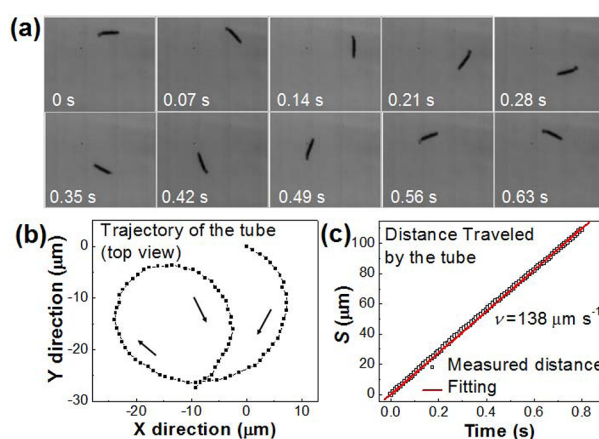 (a)
0 s
0.07 s
0.14 s
0.21 s
0.28 s
0.35 s
0.42 s
0.49 s
0.56 s
0.63 s
(b)
Trajectory of the tube
(top view)
0
-10
-20
-30
Y direction (μm)
-20
-10
0
10
X direction (μm)
(c)
Distance Traveled
by the tube
100
80
60
40
20
0
S (μm)
ν=138 μm s⁻¹
Measured distance
Fitting
0.0
0.2
0.4
0.6
0.8
Time (s)